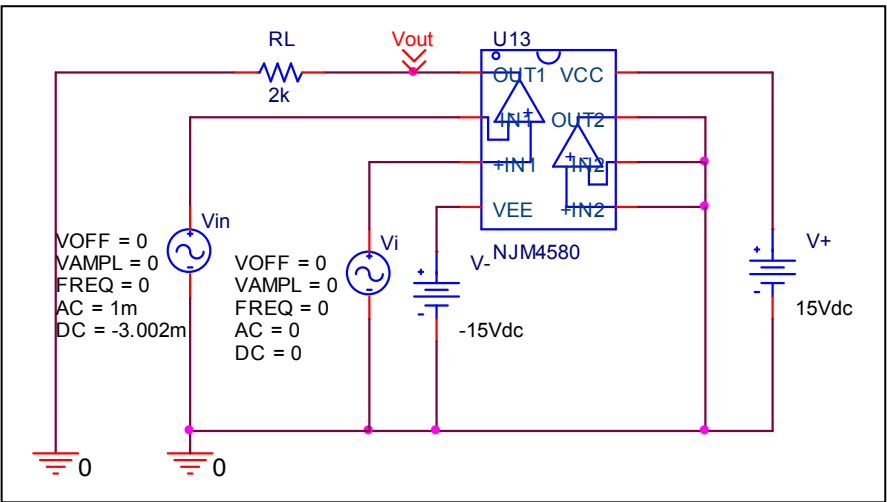 RL
Vout
U13
2k
OUT1
VCC
-IN1
OUT2
+IN1
-IN2
VEE
+IN2
NJM4580
Vin
VOFF = 0
VAMPL = 0
FREQ = 0
AC = 1m
DC = -3.002m
Vi
VOFF = 0
VAMPL = 0
FREQ = 0
AC = 0
DC = 0
V-
-15Vdc
V+
15Vdc
0
0